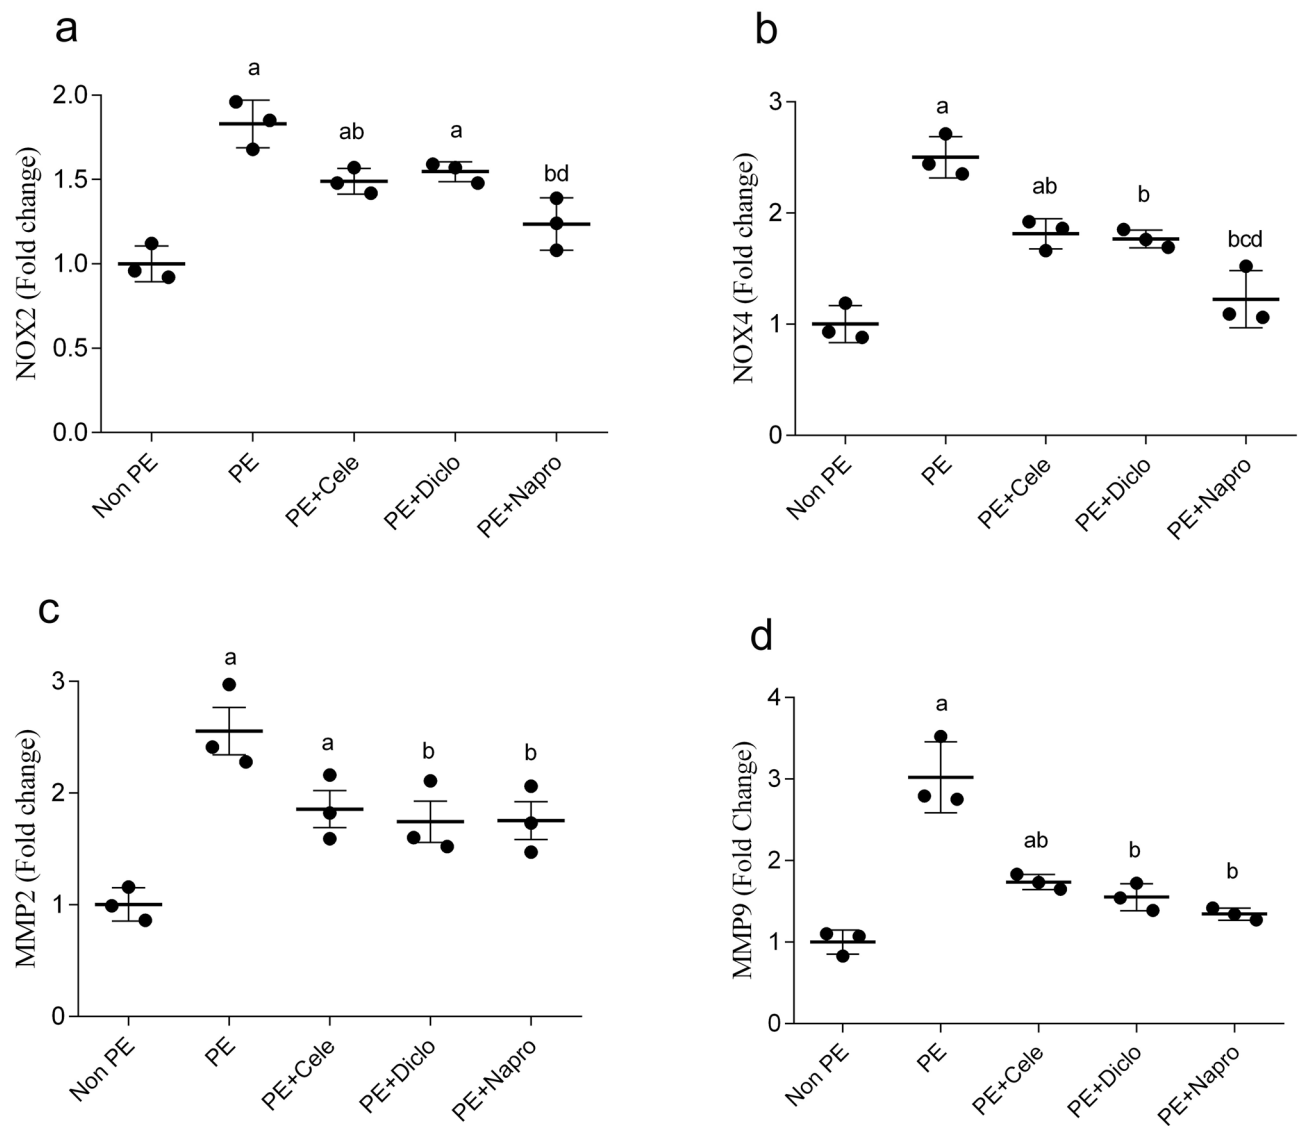 a
NOX2 (Fold change)
2.0
1.5
1.0
0.5
0.0
a
ab
a
bd
Non PE
PE
PE+Cele
PE+Diclo
PE+Napro
b
NOX4 (Fold change)
3
2
1
0
a
ab
b
bcd
Non PE
PE
PE+Cele
PE+Diclo
PE+Napro
c
MMP2 (Fold change)
3
2
1
0
a
a
b
b
Non PE
PE
PE+Cele
PE+Diclo
PE+Napro
d
MMP9 (Fold Change)
4
3
2
1
0
a
ab
b
b
Non PE
PE
PE+Cele
PE+Diclo
PE+Napro